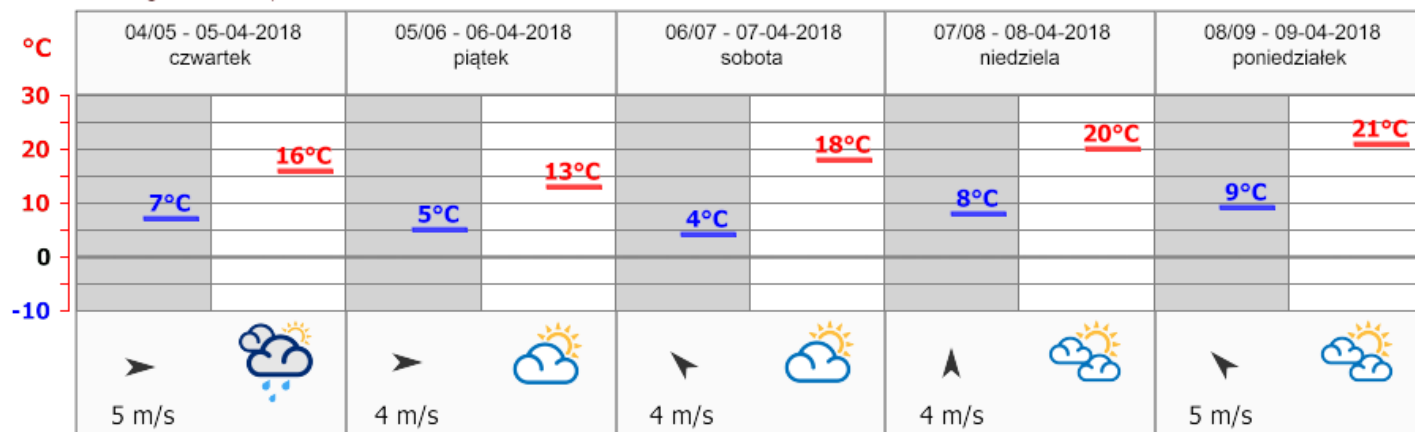 04/05 - 05-04-2018
czwartek
05/06 - 06-04-2018
piątek
06/07 - 07-04-2018
sobota
07/08 - 08-04-2018
niedziela
08/09 - 09-04-2018
poniedziałek
°C
30
20
10
0
-10
7°C
16°C
5°C
13°C
4°C
18°C
8°C
20°C
9°C
21°C
5 m/s
4 m/s
4 m/s
4 m/s
5 m/s